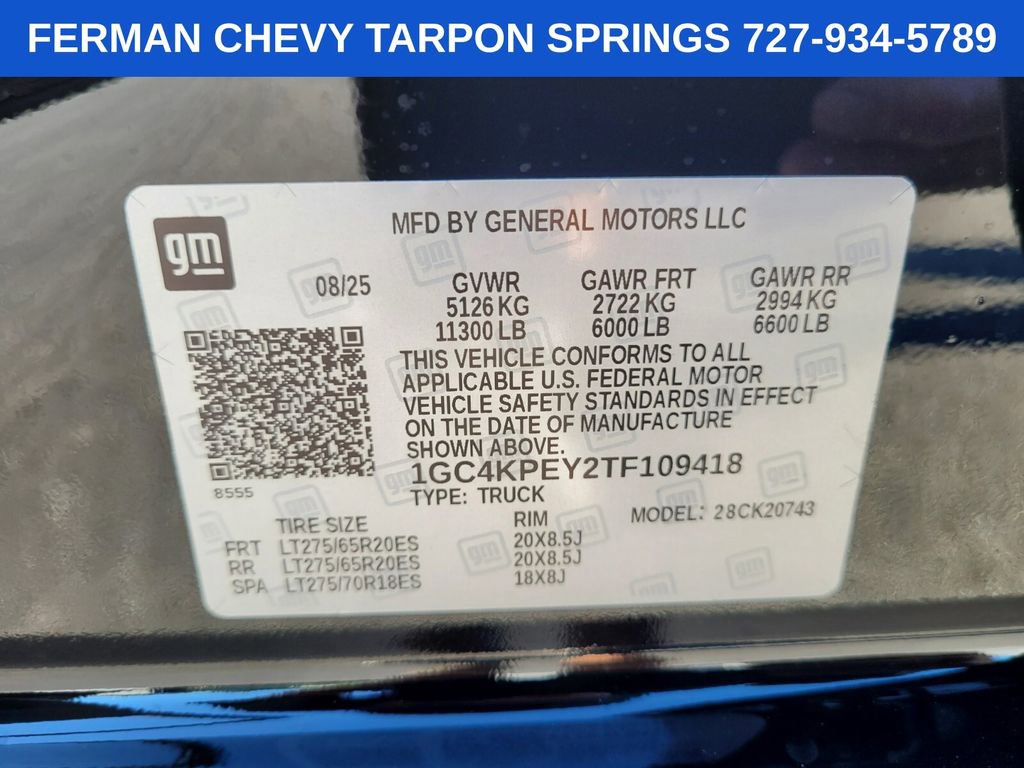 FERMAN CHEVY TARPON SPRINGS 727-934-5789
gm
MFD BY GENERAL MOTORS LLC
08/25 GVWR GAWR FRT GAWR RR
5126 KG 2722 KG 2994 KG
11300 LB 6000 LB 6600 LB
THIS VEHICLE CONFORMS TO ALL
APPLICABLE U.S. FEDERAL MOTOR
VEHICLE SAFETY STANDARDS IN EFFECT
ON THE DATE OF MANUFACTURE
SHOWN ABOVE.
1GC4KPEY2TF109418
8555
TYPE: TRUCK
MODEL: 28CK20743
TIRE SIZE RIM
FRT LT275/65R20ES 20X8.5J
RR LT275/65R20ES 20X8.5J
SPA LT275/70R18ES 18X8J